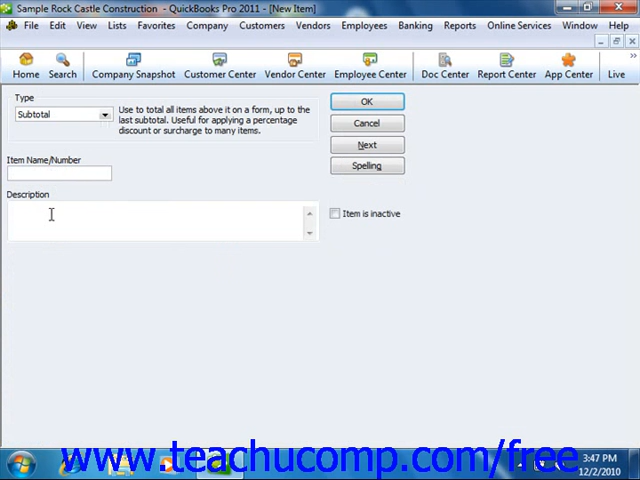 Sample Rock Castle Construction - QuickBooks Pro 2011 - [New Item]
File Edit View Lists Favorites Company Customers Vendors Employees Banking Reports Online Services Window Help
Home Search Company Snapshot Customer Center Vendor Center Employee Center Doc Center Report Center App Center Live
Type
Subtotal
Use to total all items above it on a form, up to the
last subtotal. Useful for applying a percentage
discount or surcharge to many items.
OK
Cancel
Next
Spelling
Item Name/Number
Description
Item is inactive
www.teachucomp.com/free
3:47 PM
12/2/2010